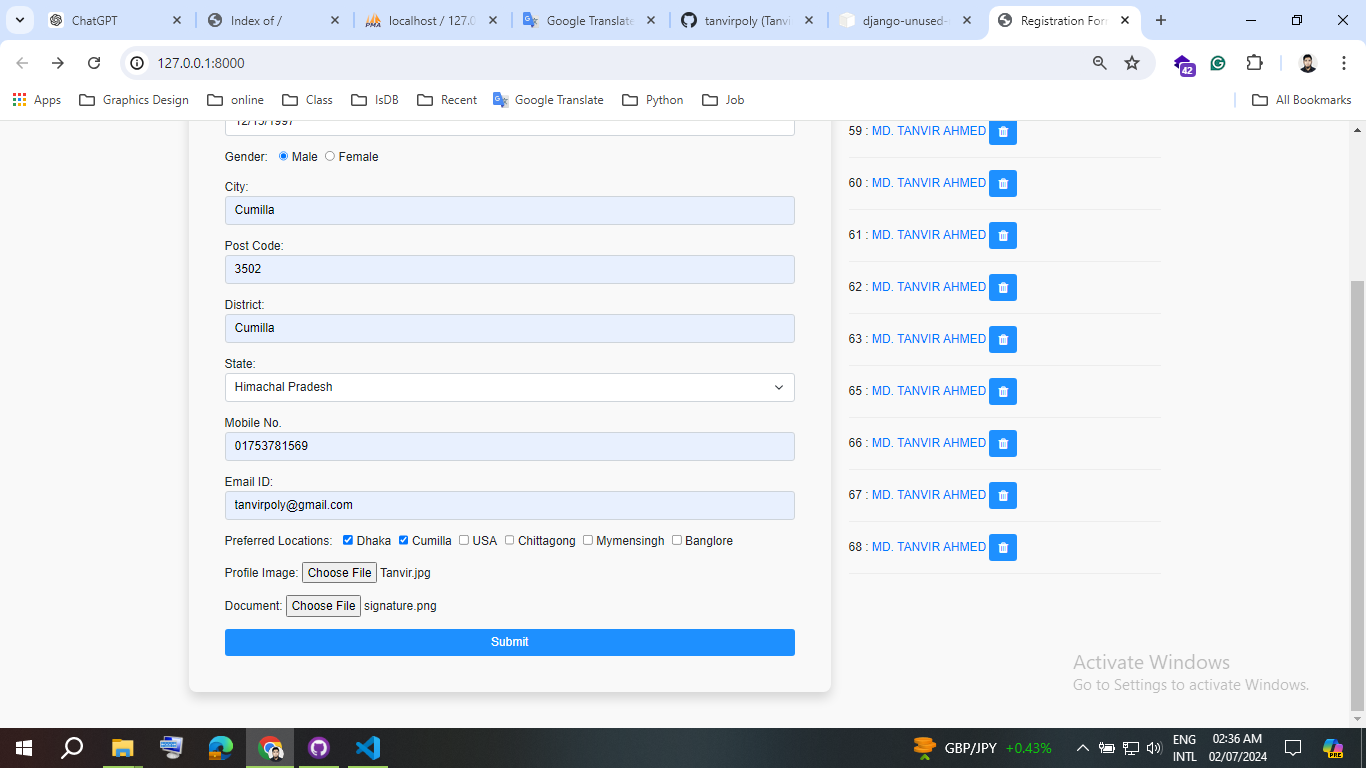 ChatGPT
Index of /
localhost / 127.0
Google Translate
tanvirpoly (Tanvi
django-unused-
Registration For
127.0.0.1:8000
42
Apps
Graphics Design
online
Class
IsDB
Recent
Google Translate
Python
Job
All Bookmarks
12/15/1997
Gender: Male Female
City:
Cumilla
Post Code:
3502
District:
Cumilla
State:
Himachal Pradesh
Mobile No.
01753781569
Email ID:
tanvirpoly@gmail.com
Preferred Locations: Dhaka Cumilla USA Chittagong Mymensingh Banglore
Profile Image: Choose File Tanvir.jpg
Document: Choose File signature.png
Submit
59 : MD. TANVIR AHMED
60 : MD. TANVIR AHMED
61 : MD. TANVIR AHMED
62 : MD. TANVIR AHMED
63 : MD. TANVIR AHMED
65 : MD. TANVIR AHMED
66 : MD. TANVIR AHMED
67 : MD. TANVIR AHMED
68 : MD. TANVIR AHMED
Activate Windows
Go to Settings to activate Windows.
GBP/JPY +0.43%
ENG
INTL
02:36 AM
02/07/2024
PRE